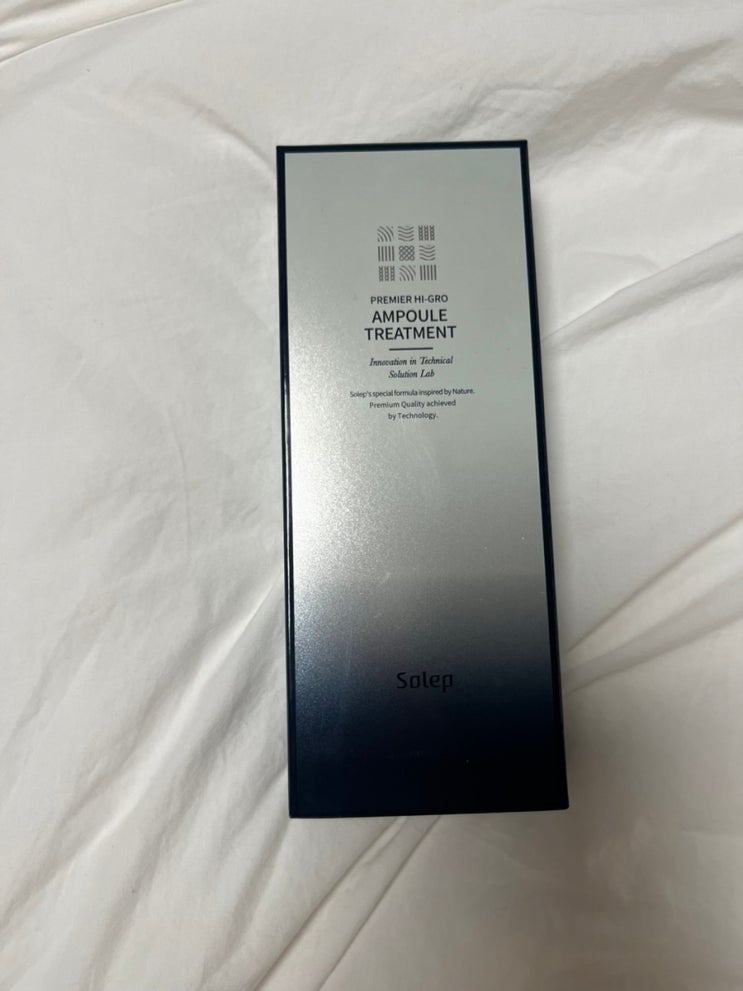 PREMIER HI-GRO
AMPOULE
TREATMENT
Innovation in Technical
Solution Lab
Solep's special formula inspired by Nature.
Premium Quality achieved
by Technology.
Solep